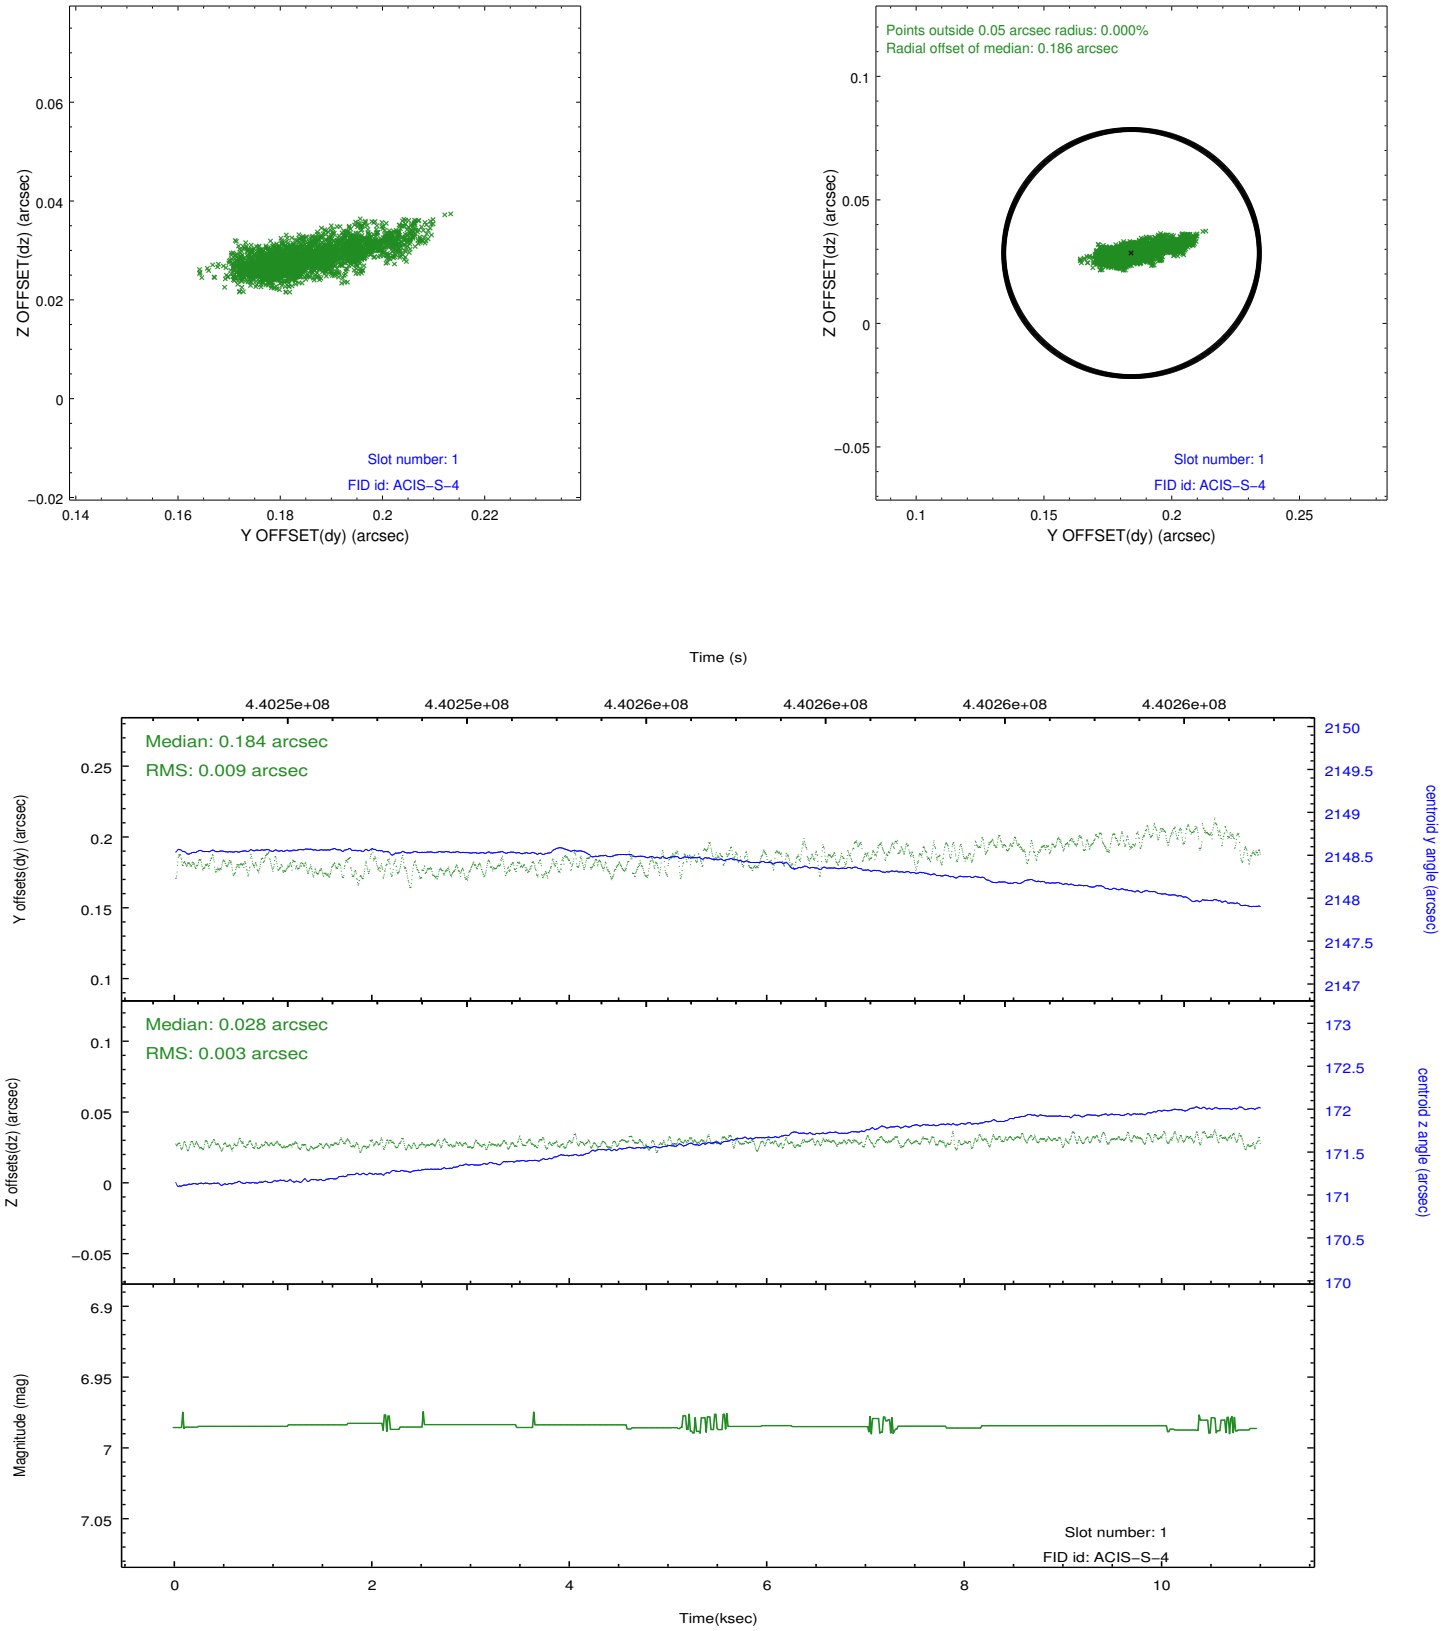 0.06
0.04
0.02
0
−0.02
0.14
0.16
0.18
0.2
0.22
Z OFFSET(dz) (arcsec)
Y OFFSET(dy) (arcsec)
Slot number: 1
FID id: ACIS−S−4
Points outside 0.05 arcsec radius: 0.000%
Radial offset of median: 0.186 arcsec
0.1
0.05
0
−0.05
0.1
0.15
0.2
0.25
Z OFFSET(dz) (arcsec)
Y OFFSET(dy) (arcsec)
Slot number: 1
FID id: ACIS−S−4
Time (s)
4.4025e+08
4.4025e+08
4.4026e+08
4.4026e+08
4.4026e+08
4.4026e+08
Median: 0.184 arcsec
RMS: 0.009 arcsec
0.25
0.2
0.15
0.1
Y offsets(dy) (arcsec)
2150
2149.5
2149
2148.5
2148
2147.5
2147
centroid y angle (arcsec)
Median: 0.028 arcsec
RMS: 0.003 arcsec
0.1
0.05
0
−0.05
Z offsets(dz) (arcsec)
173
172.5
172
171.5
171
170.5
170
centroid z angle (arcsec)
6.9
6.95
7
7.05
Magnitude (mag)
Slot number: 1
FID id: ACIS−S−4
0
2
4
6
8
10
Time(ksec)